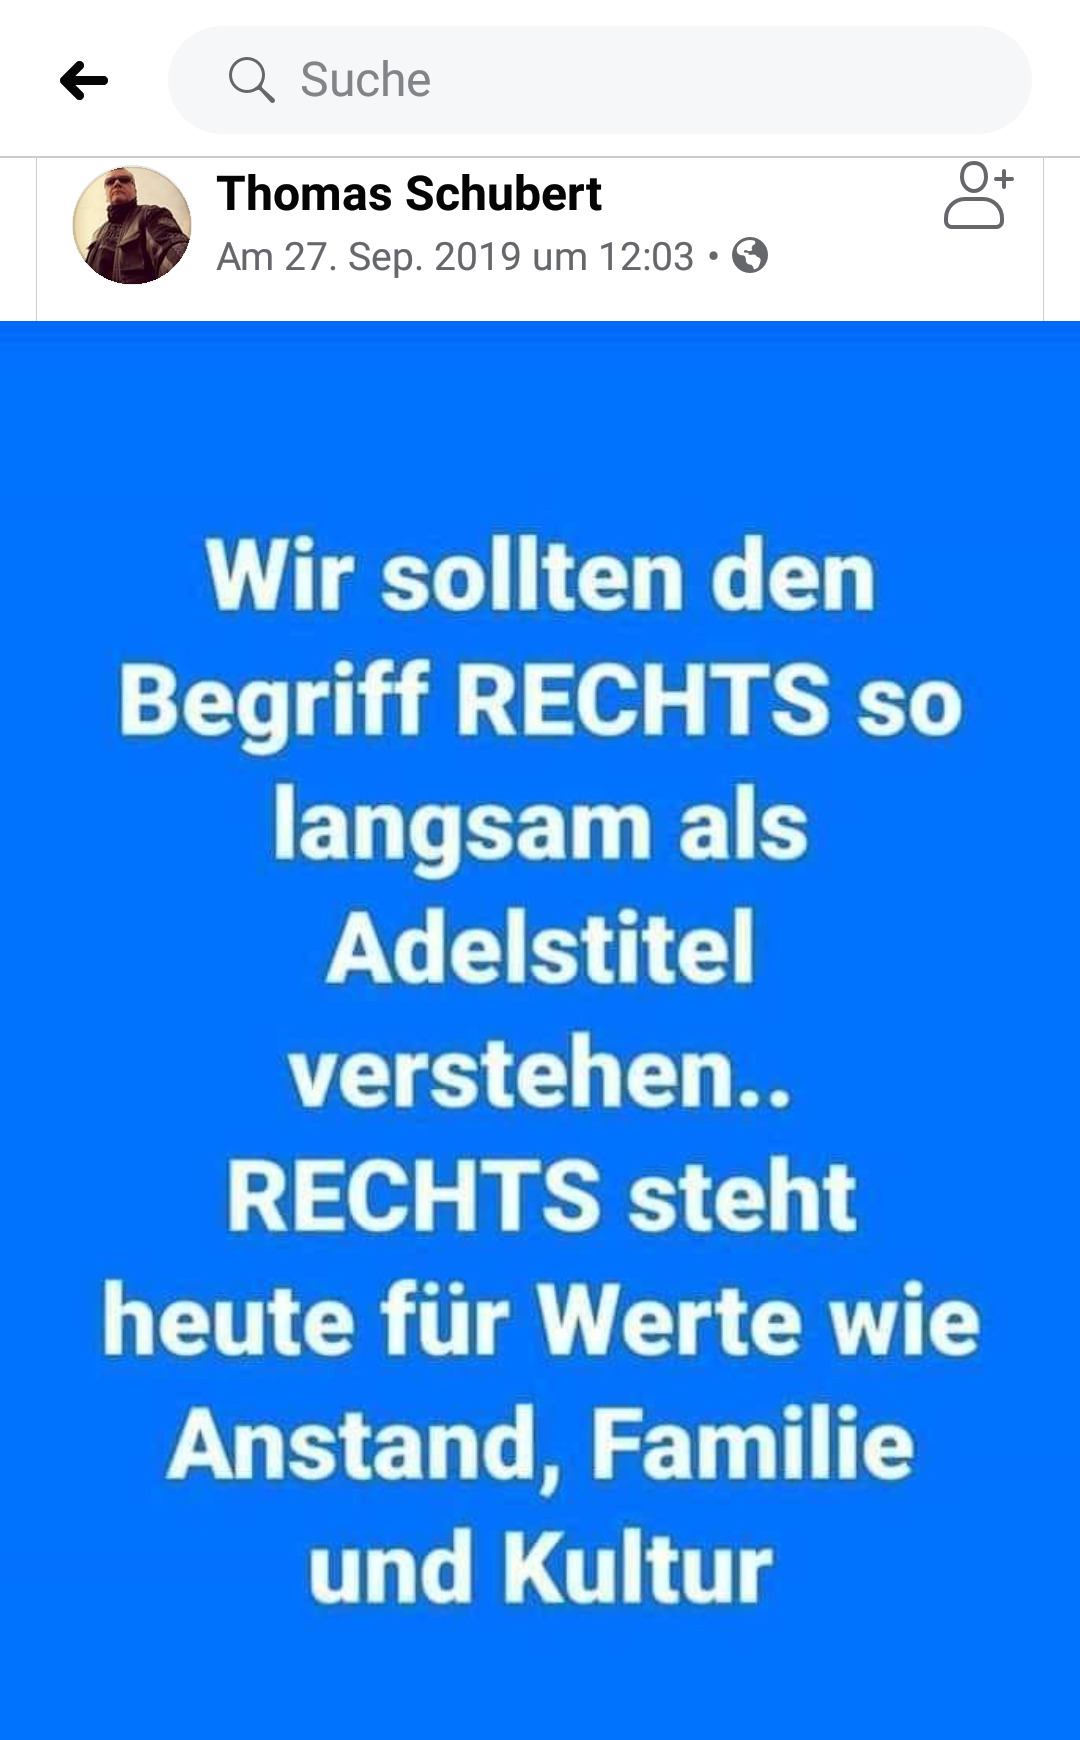 Suche
Thomas Schubert
Am 27. Sep. 2019 um 12:03 •
Wir sollten den
Begriff RECHTS so
langsam als
Adelstitel
verstehen..
RECHTS steht
heute für Werte wie
Anstand, Familie
und Kultur